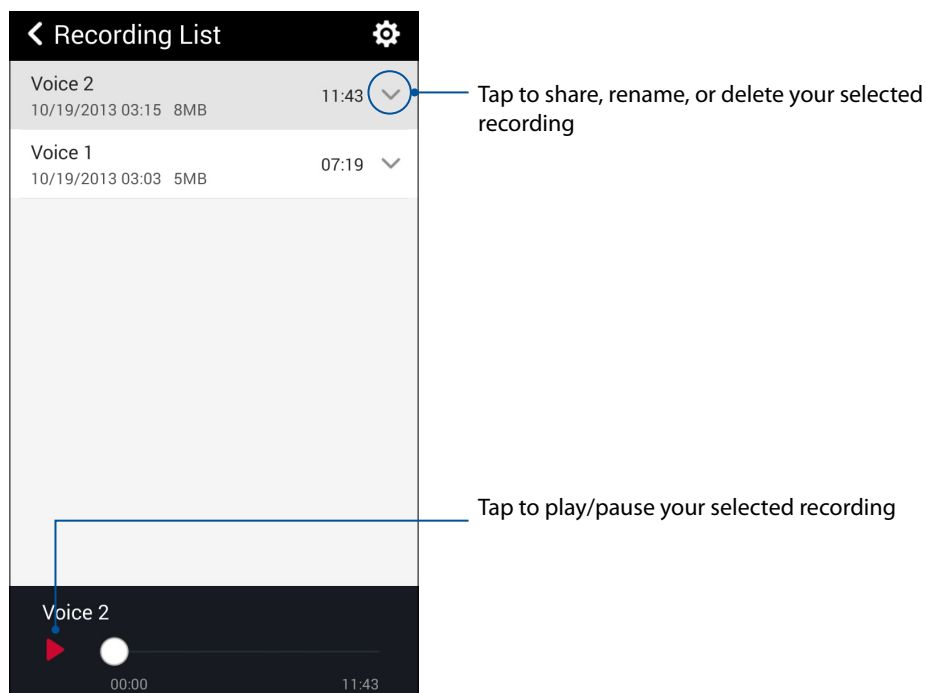 Recording List
Voice 2
10/19/2013 03:15 8MB
11:43
Tap to share, rename, or delete your selected
recording
Voice 1
10/19/2013 03:03 5MB
07:19
Tap to play/pause your selected recording
Voice 2
00:00
11:43